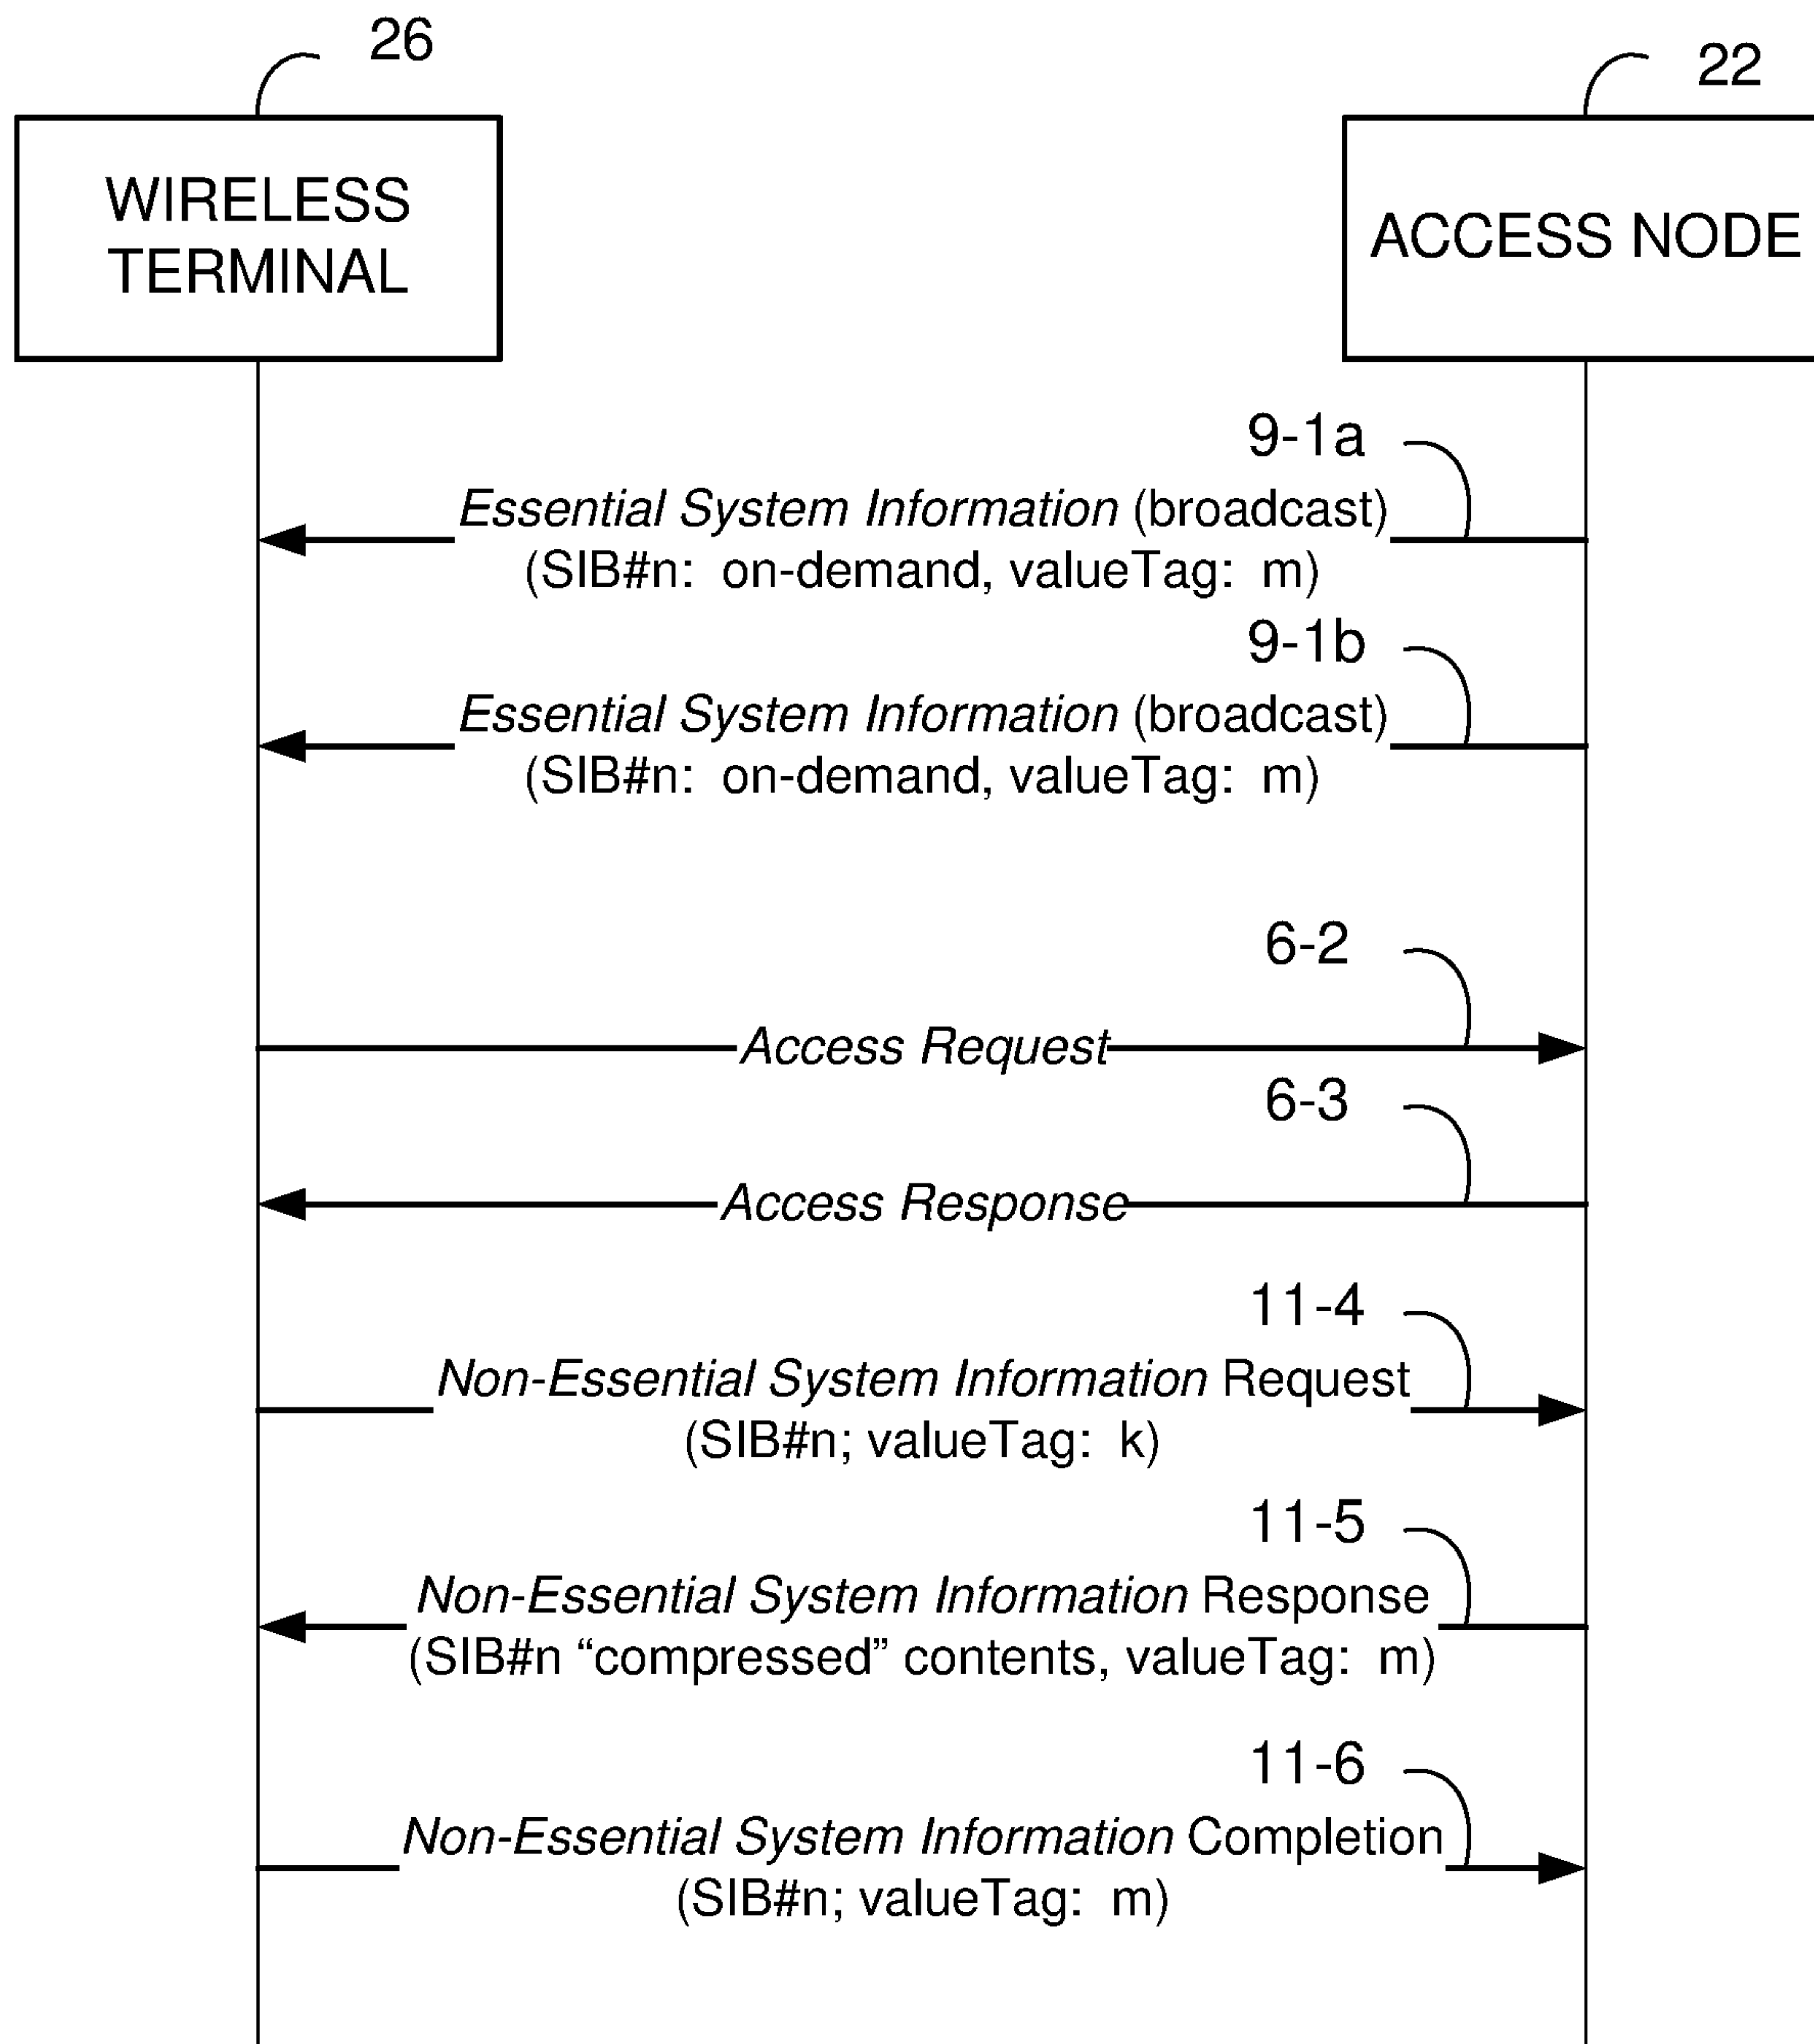 26
22
WIRELESS
TERMINAL
ACCESS NODE
9-1a
Essential System Information (broadcast)
(SIB#n: on-demand, valueTag: m)
9-1b
Essential System Information (broadcast)
(SIB#n: on-demand, valueTag: m)
6-2
Access Request
6-3
Access Response
11-4
Non-Essential System Information Request
(SIB#n; valueTag: k)
11-5
Non-Essential System Information Response
(SIB#n “compressed” contents, valueTag: m)
11-6
Non-Essential System Information Completion
(SIB#n; valueTag: m)